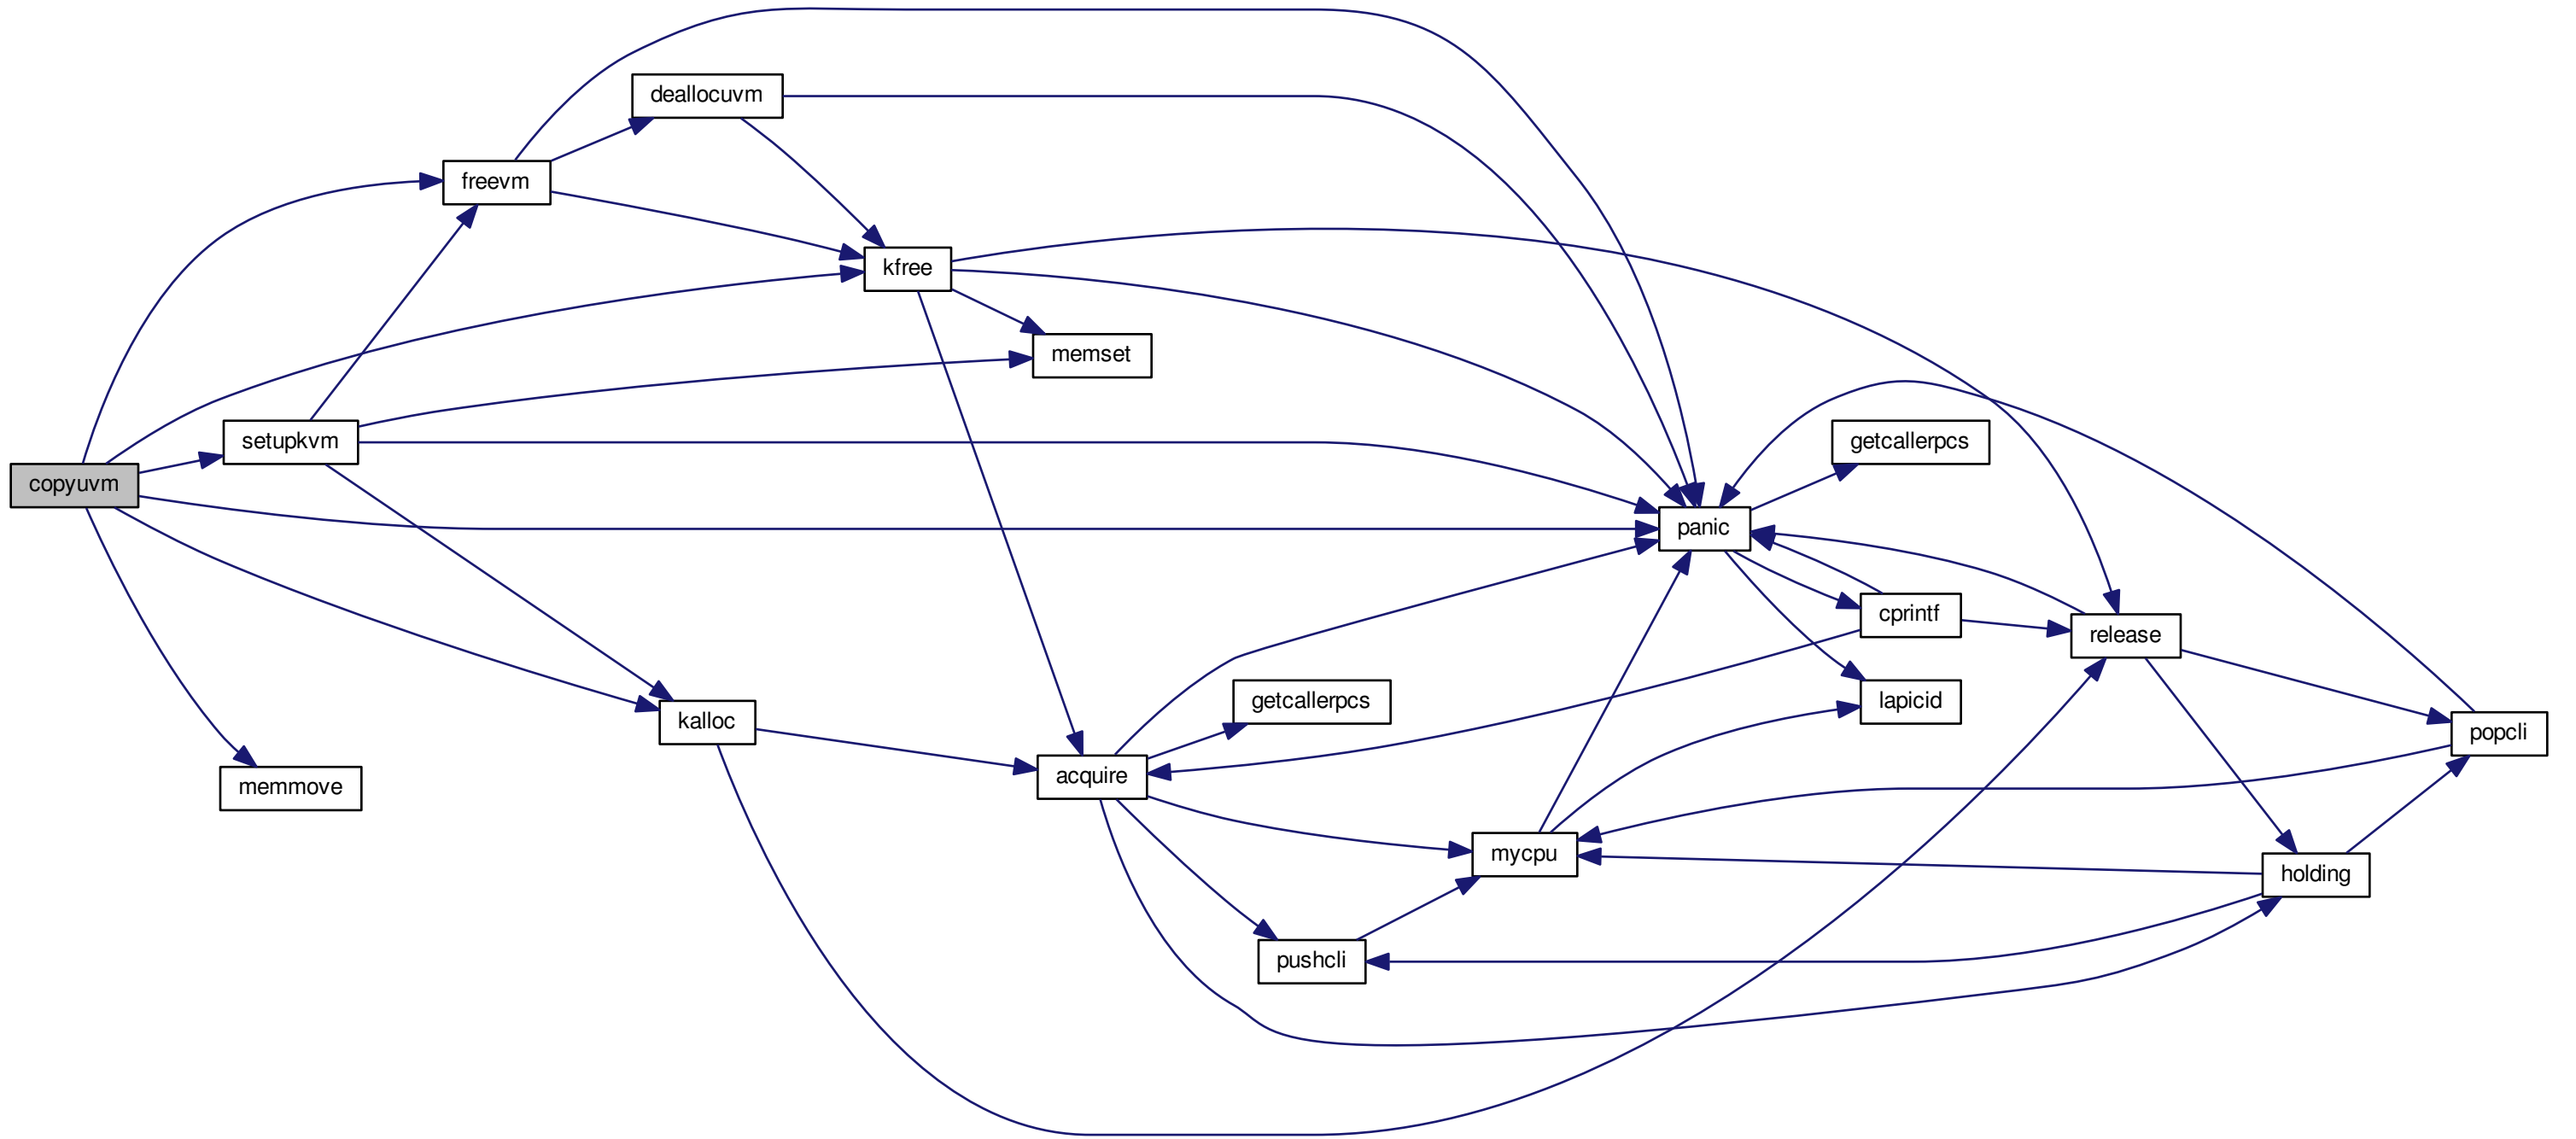 deallocuvm
freevm
kfree
memset
setupkvm
getcallerpcs
copyuvm
panic
cprintf
release
kalloc
getcallerpcs
lapicid
popcli
memmove
acquire
mycpu
holding
pushcli